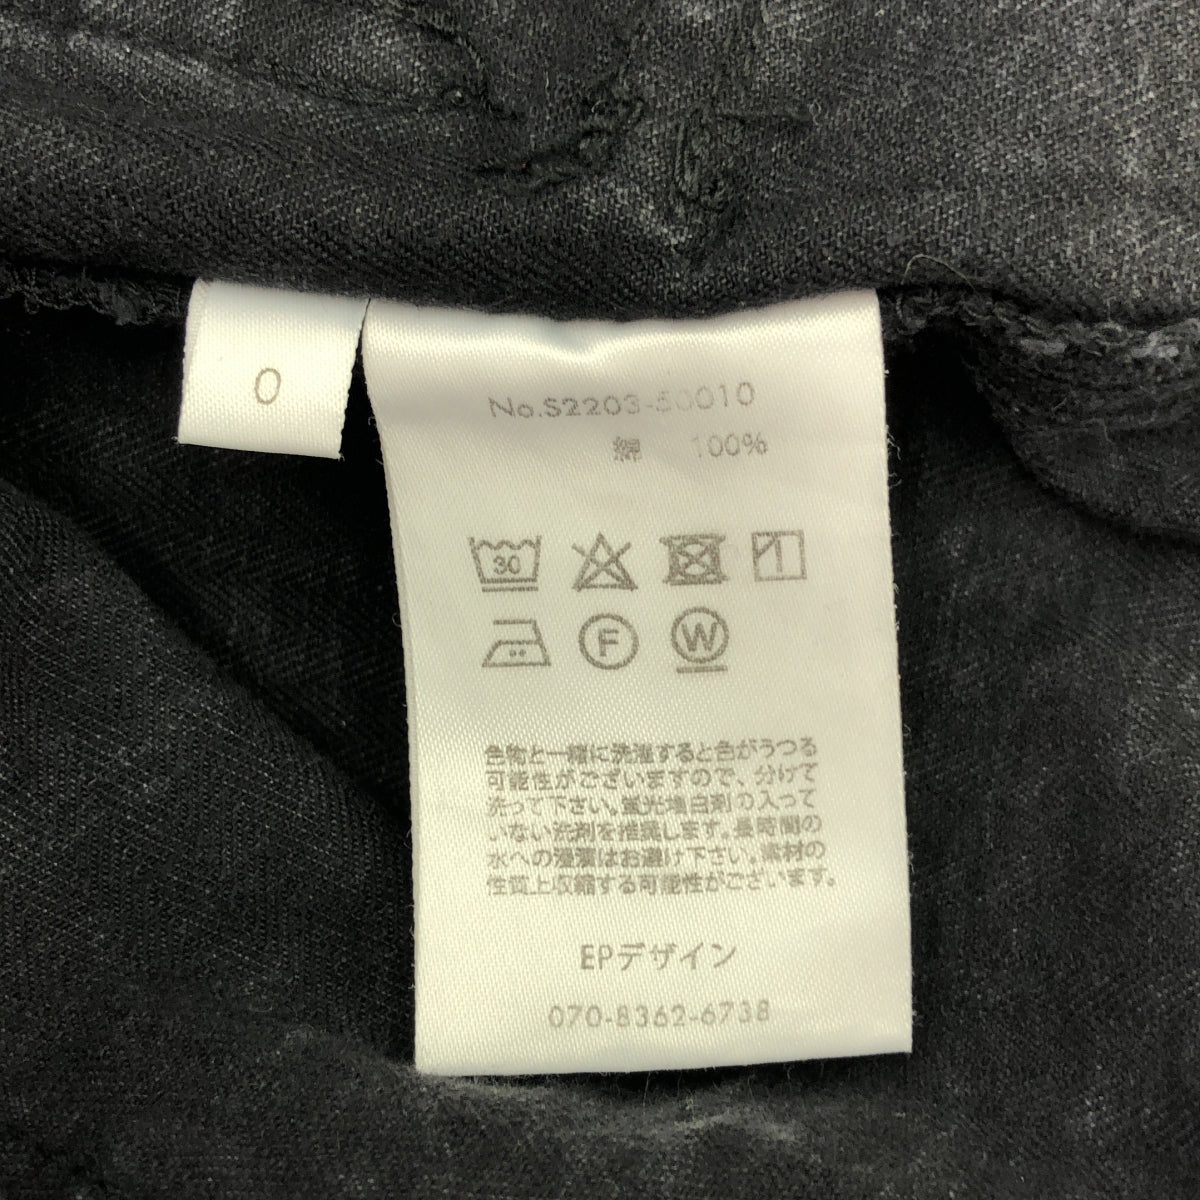 0
No.S2203-50010
綿 100%
30
F
W
色物と一緒に洗濯すると色がうつる
可能性がございますので、分けて
洗って下さい。蛍光増白剤の入って
いない洗剤を推奨します。長時間の
水への浸漬はお避け下さい。素材の
性質上収縮する可能性がございます。
EPデザイン
070-8362-6738